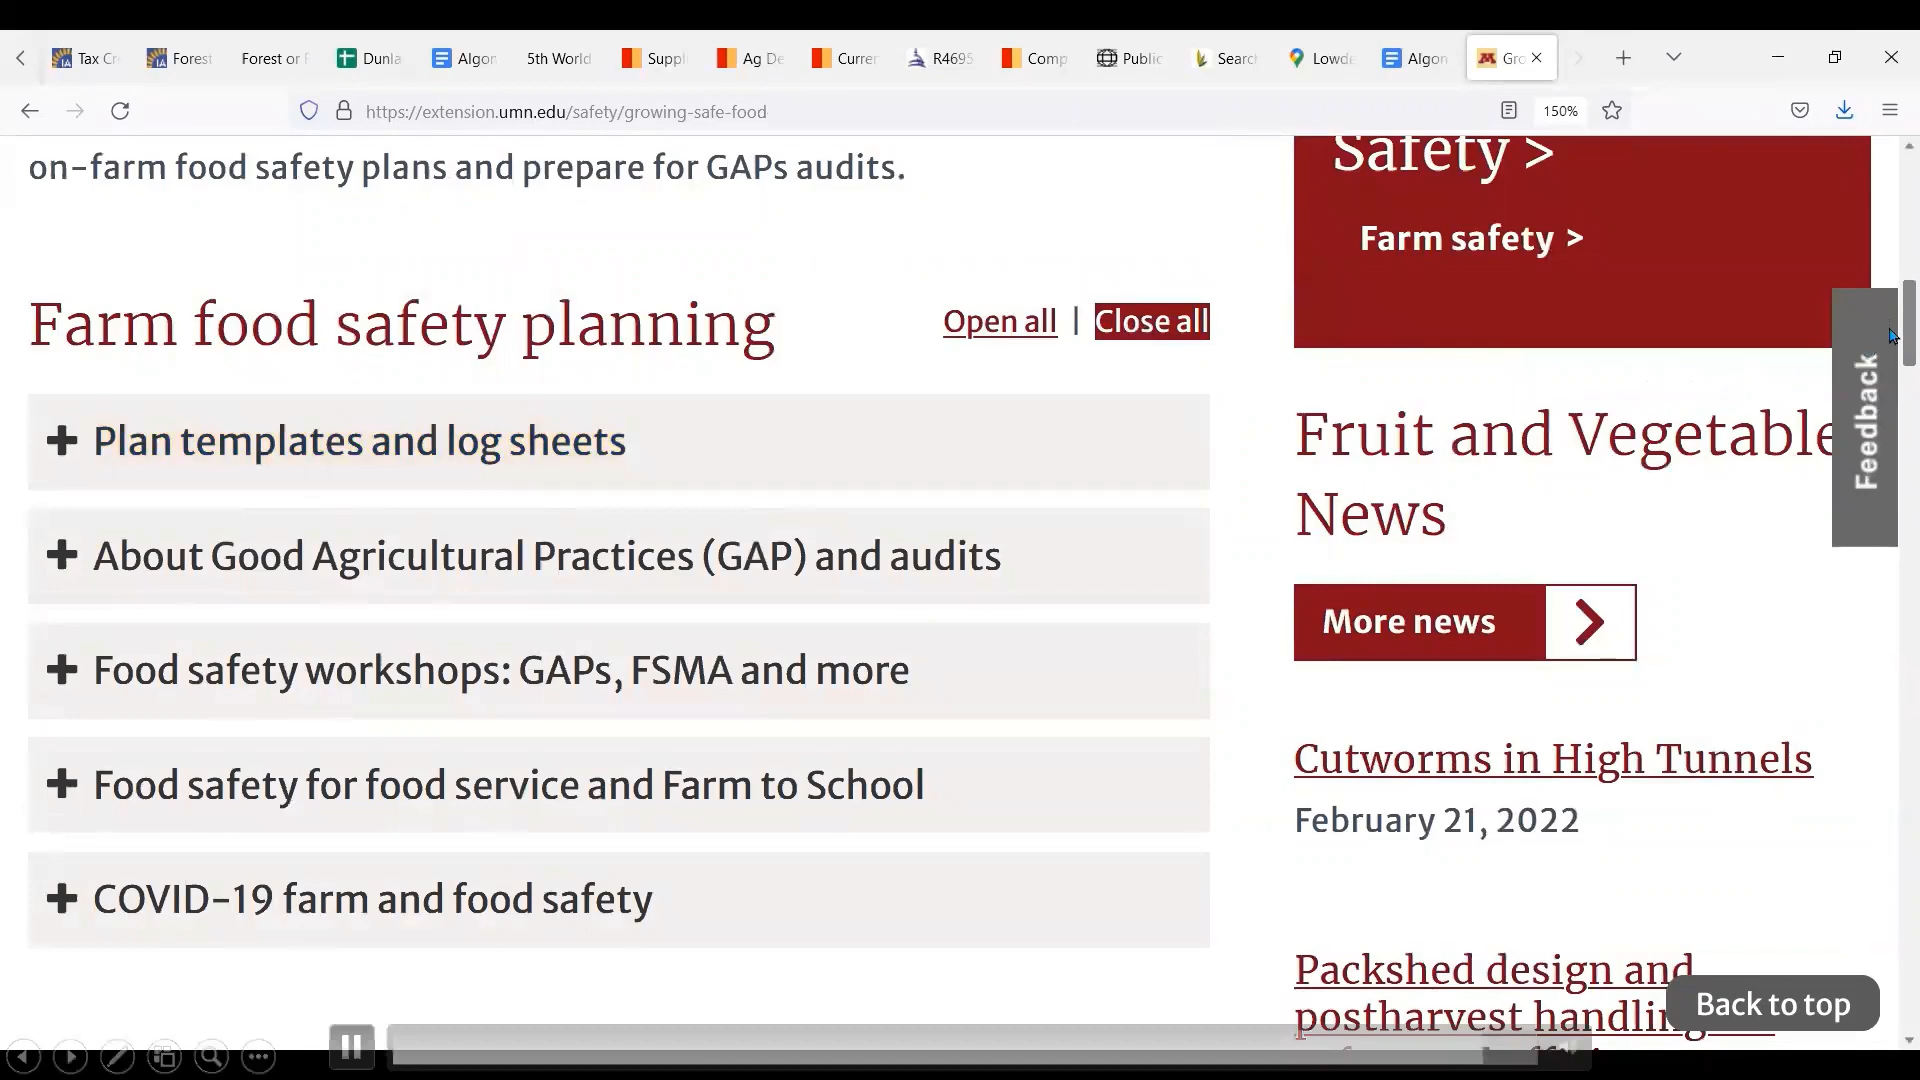 Tax Cr
Forest
Forest or F
Dunla
Algon
5th World
Suppl
Ag De
Currer
R4695
Comp
Public
Searc
Lowde
Algon
Gro
https://extension.umn.edu/safety/growing-safe-food
150%
on-farm food safety plans and prepare for GAPs audits.
Farm food safety planning
Open all | Close all
Plan templates and log sheets
About Good Agricultural Practices (GAP) and audits
Food safety workshops: GAPs, FSMA and more
Food safety for food service and Farm to School
COVID-19 farm and food safety
Safety >
Farm safety >
Feedback
Fruit and Vegetable
News
More news
Cutworms in High Tunnels
February 21, 2022
Packshed design and
postharvest handling
Back to top